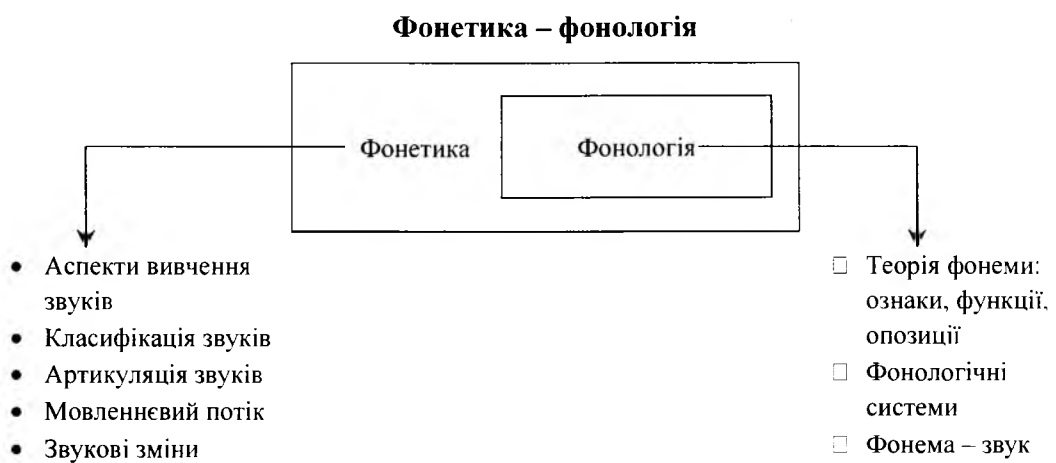 Фонетика – фонологія
Фонетика
Фонологія
• Аспекти вивчення
звуків
• Класифікація звуків
• Артикуляція звуків
• Мовленнєвий потік
• Звукові зміни
□ Теорія фонеми:
ознаки, функції,
опозиції
□ Фонологічні
системи
□ Фонема – звук